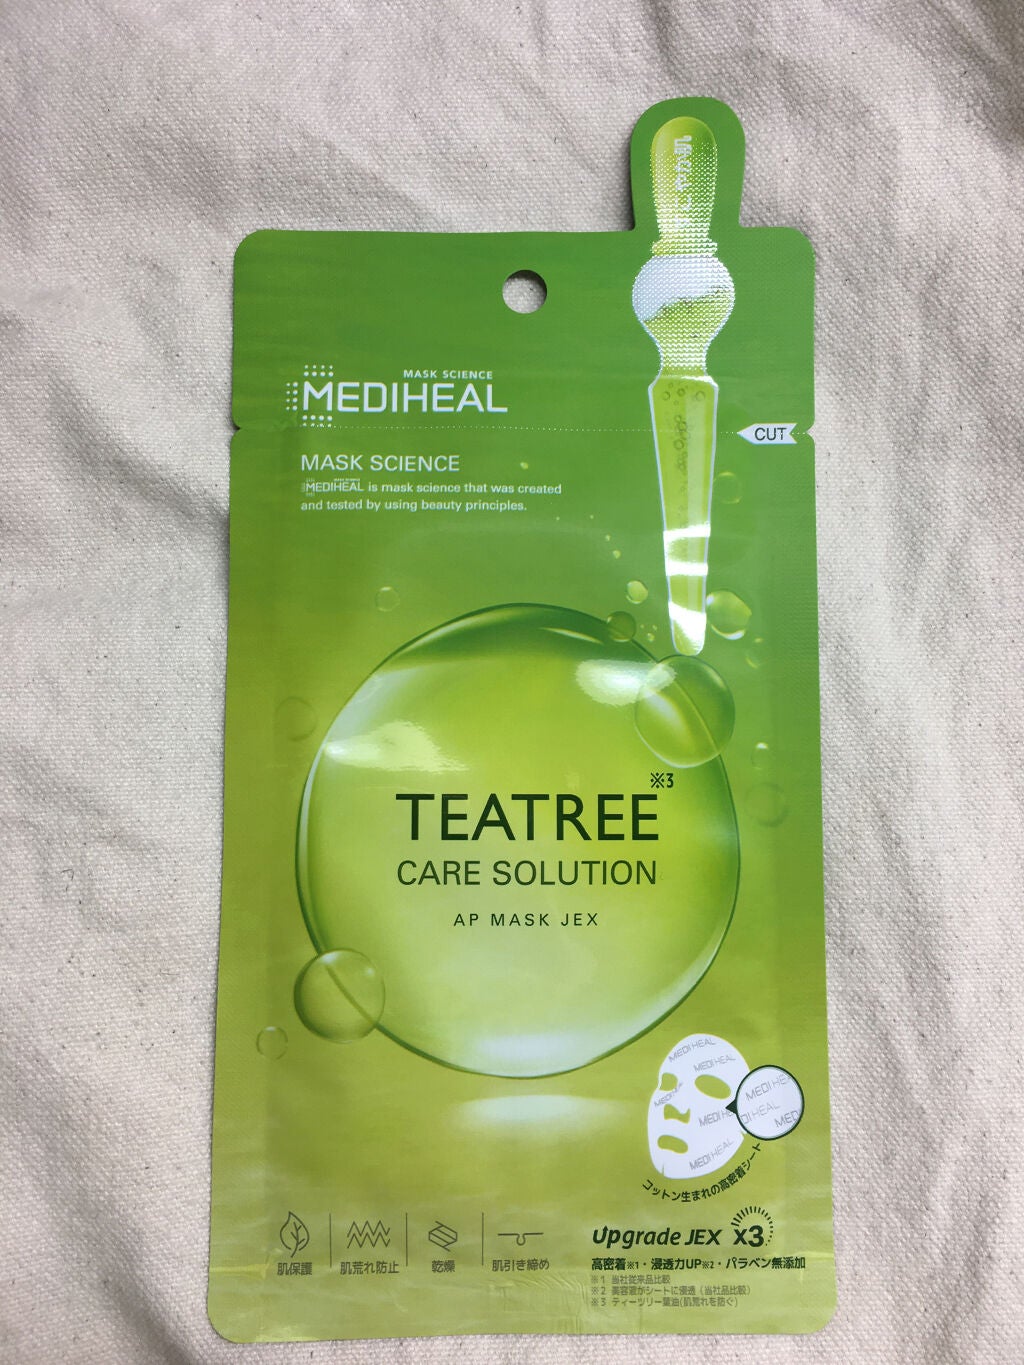 MASK SCIENCE
MEDIHEAL
CUT
MASK SCIENCE
MEDIHEAL is mask science that was created
and tested by using beauty principles.
TEATREE※3
CARE SOLUTION
AP MASK JEX
MEDIHEAL
MEDIHEAL
MEDIHEAL
コットン生まれの高密着シート
肌保護
肌荒れ防止
乾燥
肌引き締め
Upgrade JEX x3
高密着※1・浸透力UP※2・パラベン無添加
※1 当社従来品比較
※2 美容液がシートに浸透（当社品比較）
※3 ティーツリー葉油(肌荒れを防ぐ)